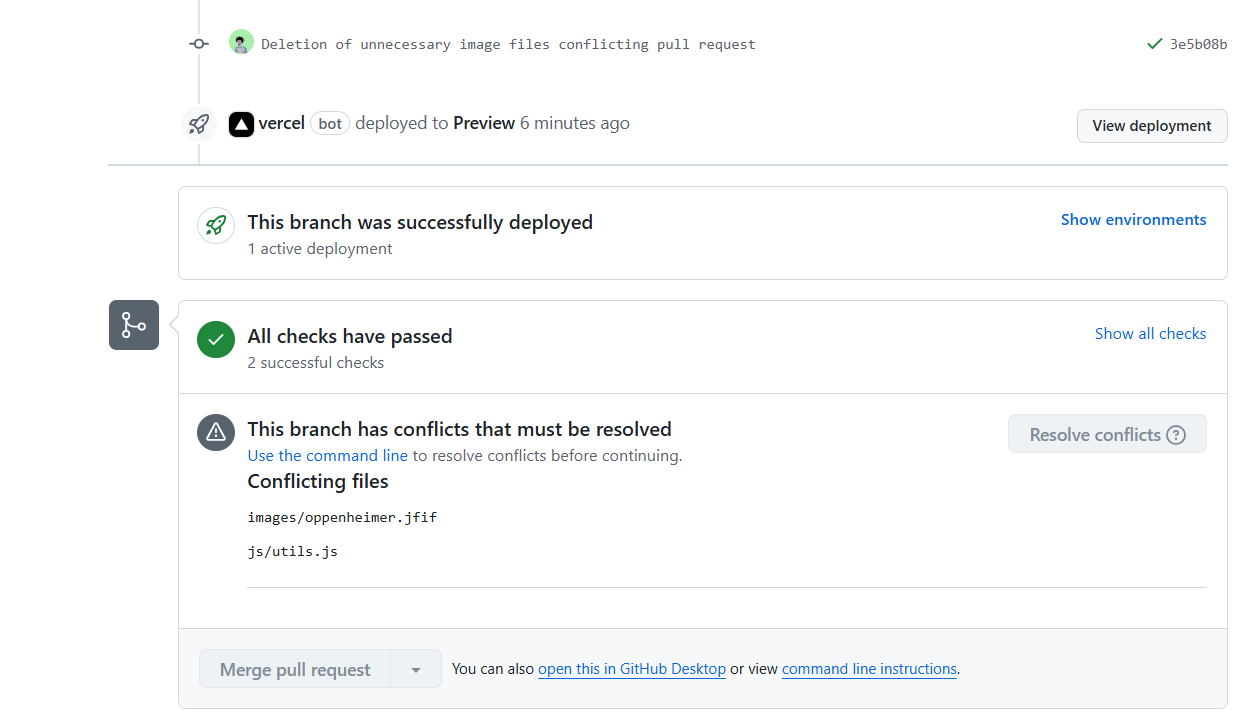 Deletion of unnecessary image files conflicting pull request 3e5b08b
vercel bot deployed to Preview 6 minutes ago View deployment
This branch was successfully deployed Show environments
1 active deployment
All checks have passed Show all checks
2 successful checks
This branch has conflicts that must be resolved Resolve conflicts
Use the command line to resolve conflicts before continuing.
Conflicting files
images/oppenheimer.jfif
js/utils.js
Merge pull request You can also open this in GitHub Desktop or view command line instructions.